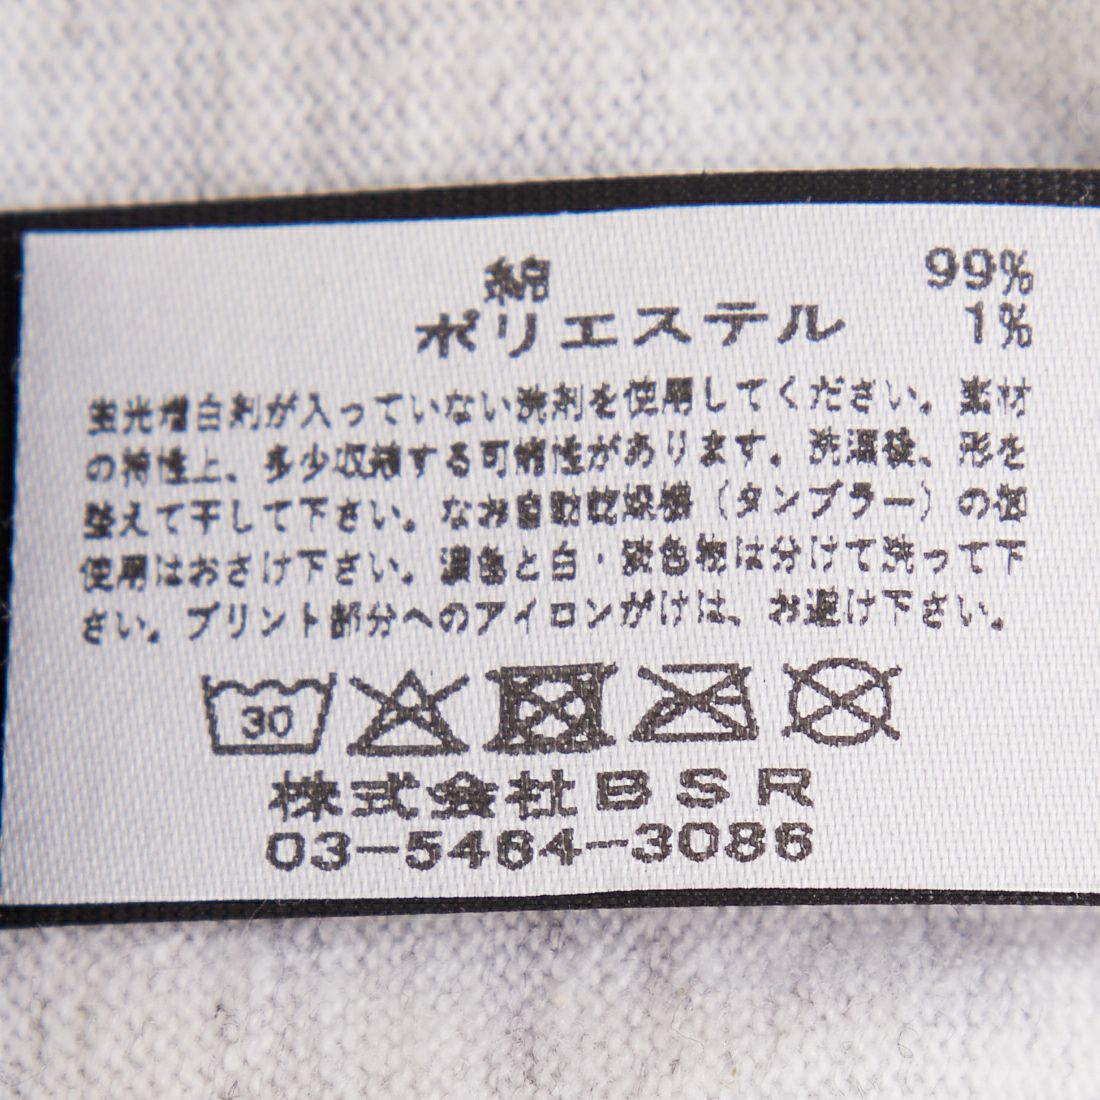 綿 99%
ポリエステル 1%
蛍光増白剤が入っていない洗剤を使用してください。素材
の特性上、多少収縮する可能性があります。洗濯後、形を
整えて干して下さい。なお自動乾燥機（タンブラー）の御
使用はおさけ下さい。濃色と白・淡色物は分けて洗って下
さい。プリント部分へのアイロンがけは、お避け下さい。
30
株式会社BSR
03-5464-3086